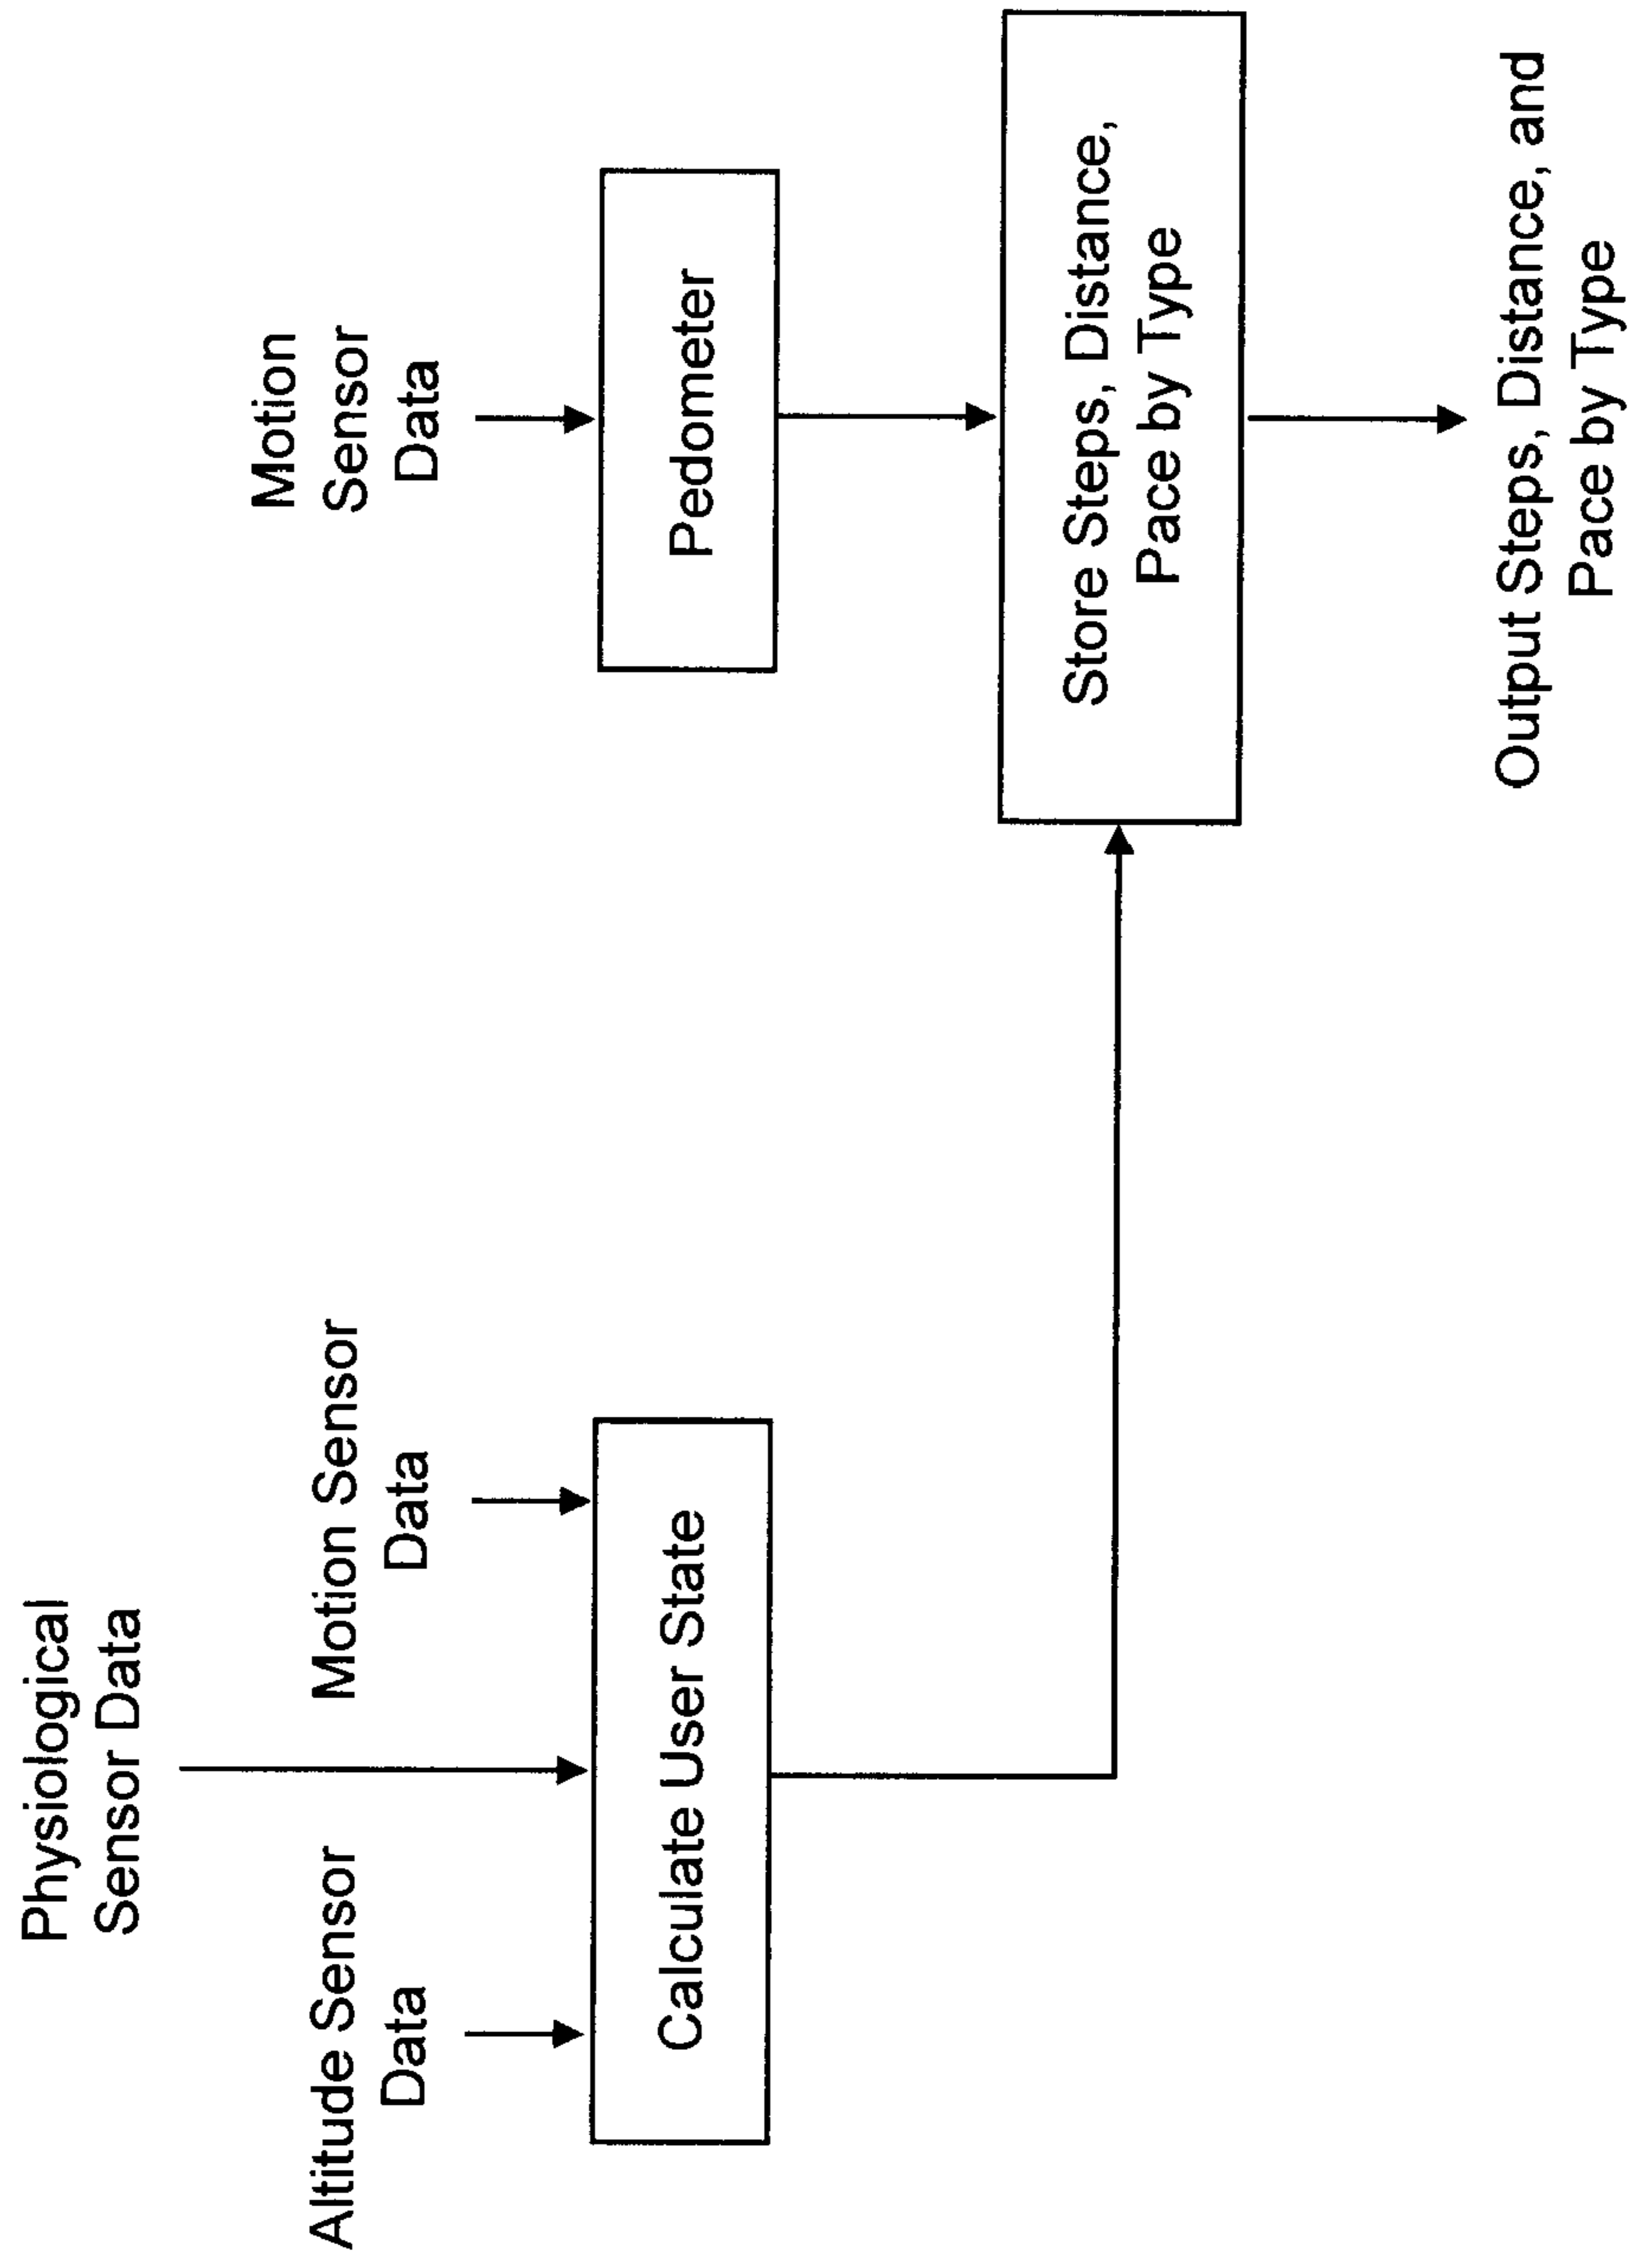 Physiological
Sensor Data
Altitude Sensor
Data
Motion Sensor
Data
Calculate User State
Motion
Sensor
Data
Pedometer
Store Steps, Distance,
Pace by Type
Output Steps, Distance, and
Pace by Type